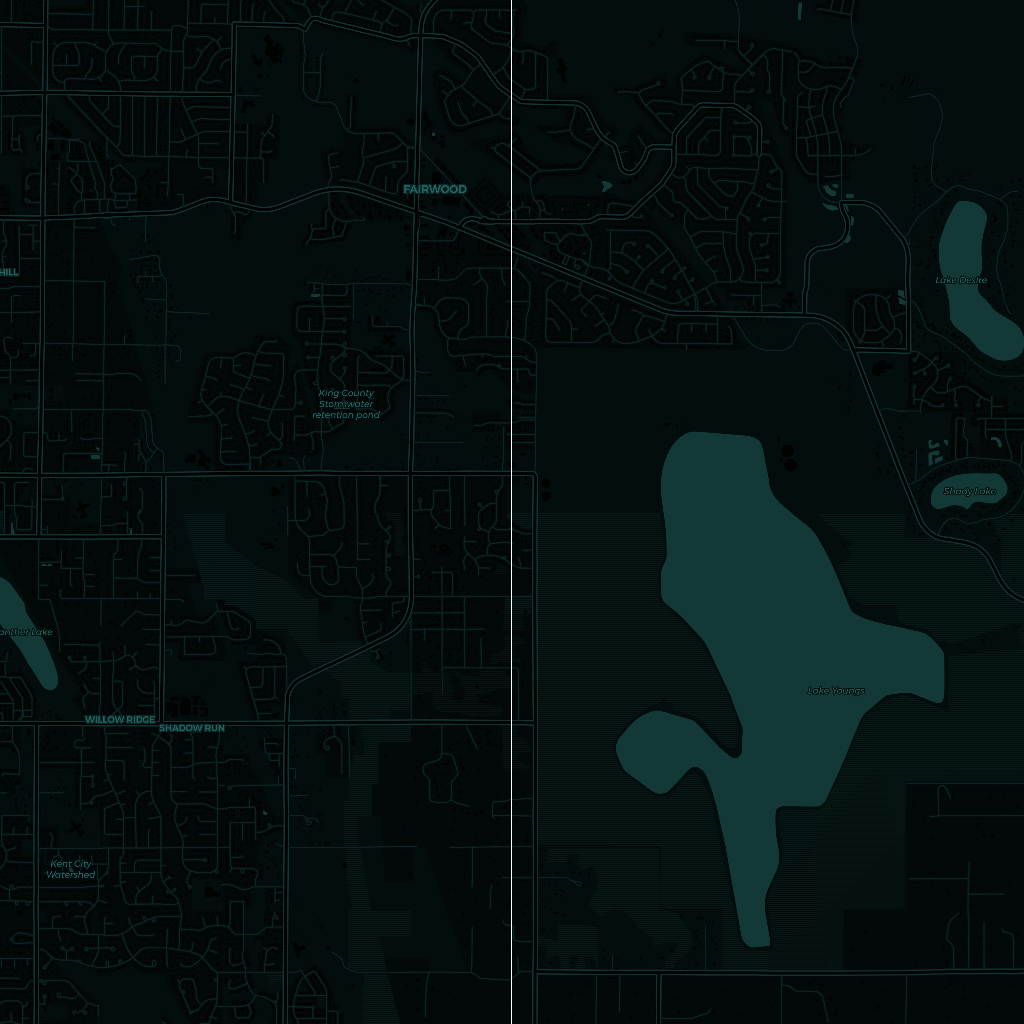 FAIRWOOD
HILL
Lake Desire
King County
Stormwater
retention pond
Shady Lake
anther Lake
Lake Youngs
WILLOW RIDGE
SHADOW RUN
Kent City
Watershed